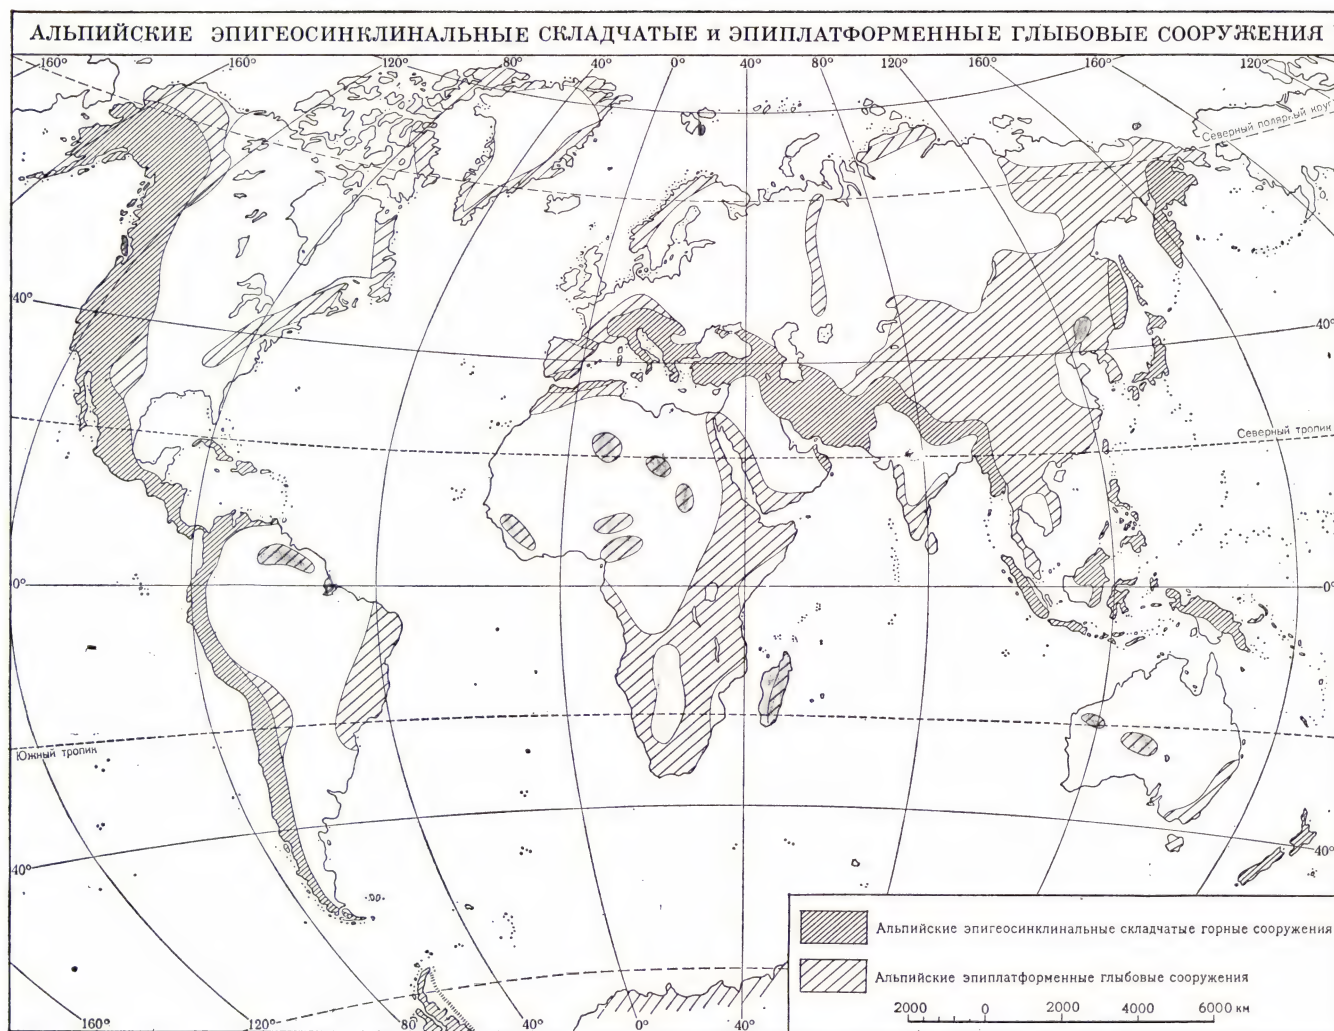 АЛЬПИЙСКИЕ ЭПИГЕОСИНКЛИНАЛЬНЫЕ СКЛАДЧАТЫЕ и ЭПИПЛАТФОРМЕННЫЕ ГЛЫБОВЫЕ СООРУЖЕНИЯ
160° 160° 120° 80° 40° 0° 40° 80° 120° 160° 160° 120°
Северный полярный круг
40° 40°
Северный тропик
0° 0°
Южный тропик
40° 40°
Альпийские эпигеосинклинальные складчатые горные сооружения
Альпийские эпиплатформенные глыбовые сооружения
2000 0 2000 4000 6000 км
160° 120° 80° 40° 0° 40°